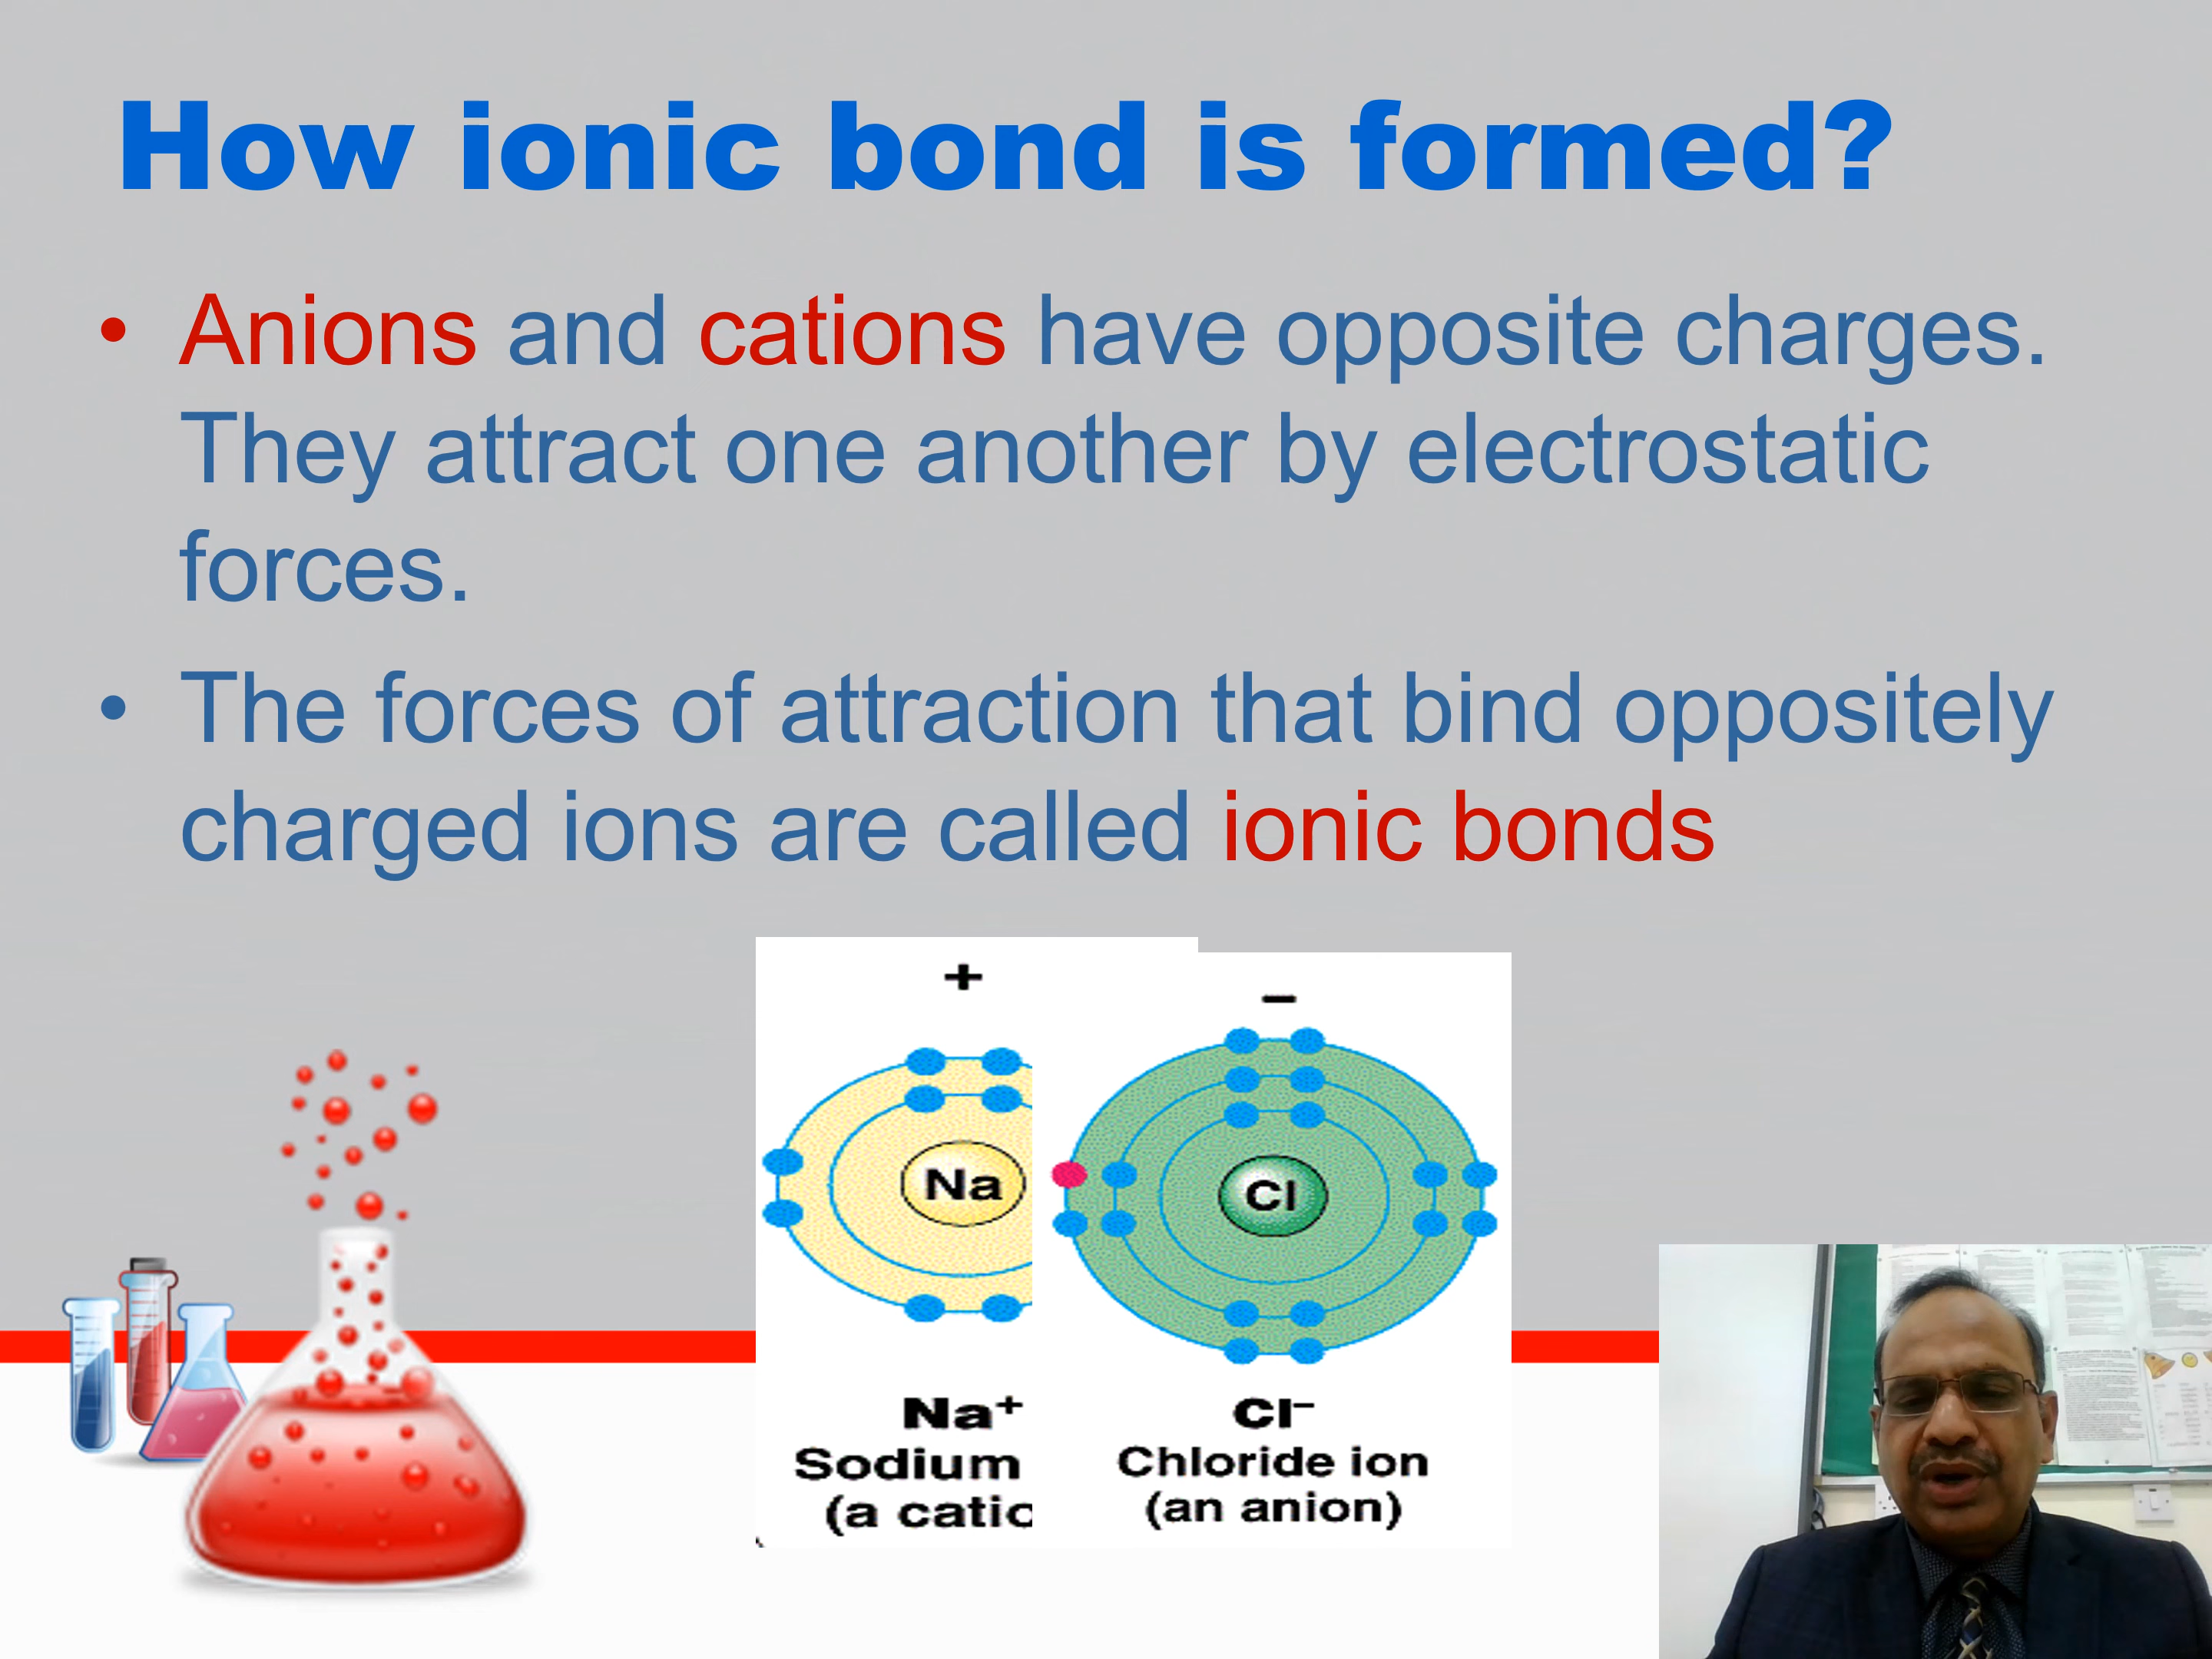 How ionic bond is formed?
• Anions and cations have opposite charges.
They attract one another by electrostatic
forces.
• The forces of attraction that bind oppositely
charged ions are called ionic bonds
+
–
Na
Cl
Na⁺
Sodium
(a catic
Cl⁻
Chloride ion
(an anion)